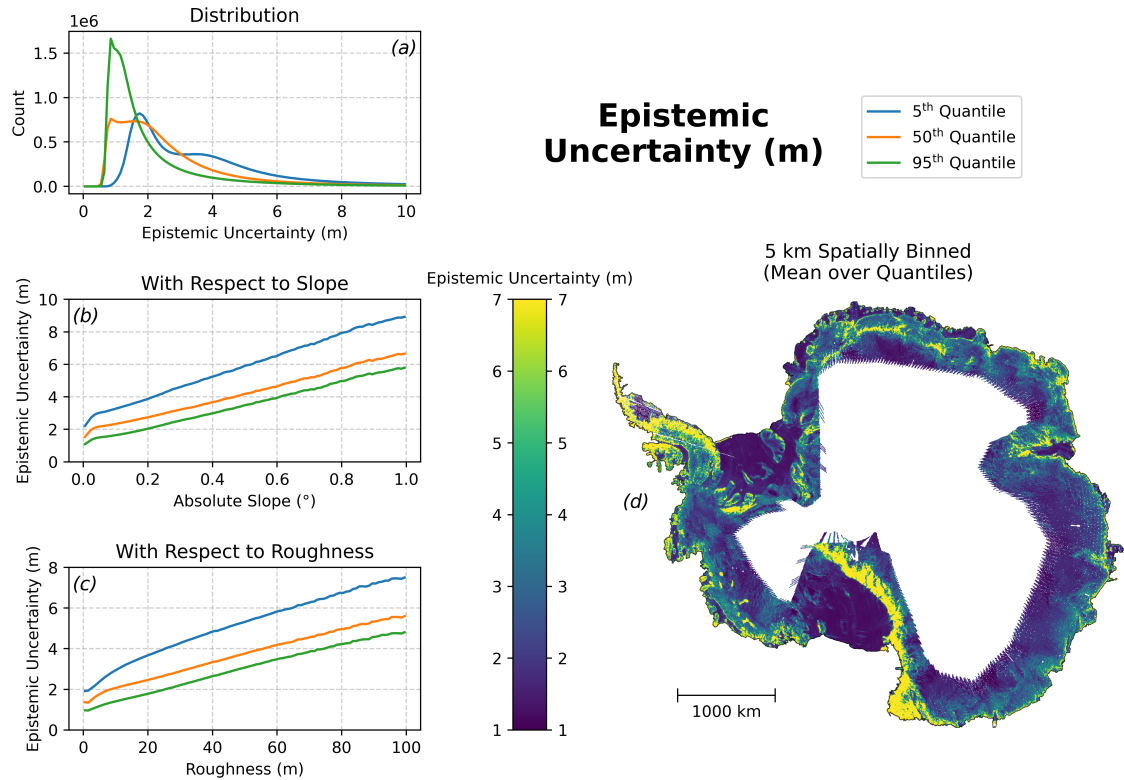 Distribution
1e6
(a)
1.5
1.0
0.5
0.0
Count
0 2 4 6 8 10
Epistemic Uncertainty (m)
Epistemic
Uncertainty (m)
5th Quantile
50th Quantile
95th Quantile
With Respect to Slope
(b)
10
8
6
4
2
0
Epistemic Uncertainty (m)
0.0 0.2 0.4 0.6 0.8 1.0
Absolute Slope (°)
With Respect to Roughness
(c)
8
6
4
2
0
Epistemic Uncertainty (m)
0 20 40 60 80 100
Roughness (m)
Epistemic Uncertainty (m)
7 7
6 6
5 5
4 4
3 3
2 2
1 1
5 km Spatially Binned
(Mean over Quantiles)
(d)
1000 km